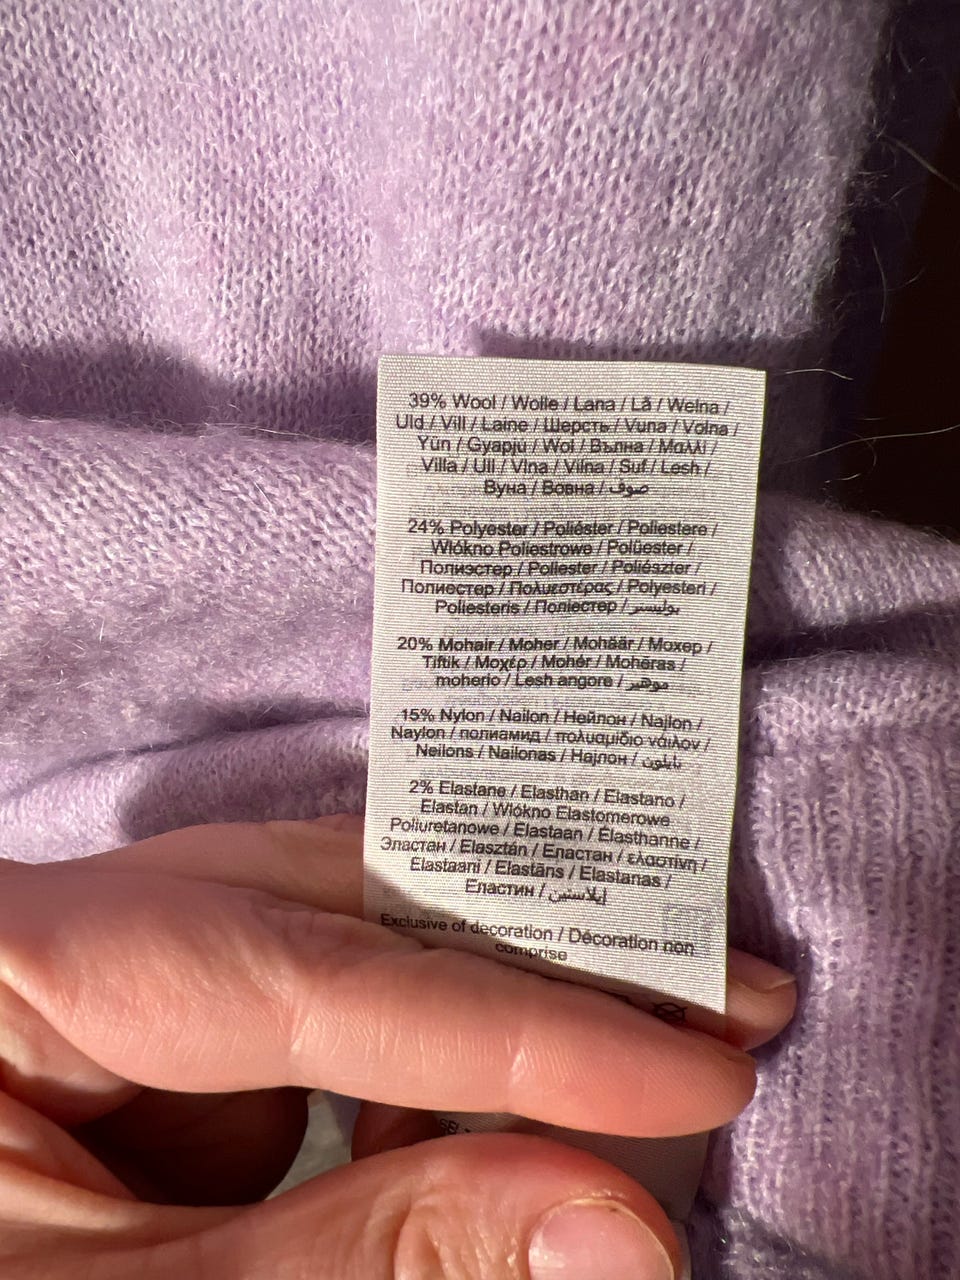 39% Wool / Wolle / Lana / Lã / Wełna /
Uld / Vill / Laine / Шерсть / Vuna / Volna /
Yün / Gyapjú / Wol / Вълна / Μαλλί /
Villa / Ull / Vlna / Vilna / Suf / Lesh /
Вуна / Вовна / صوف
24% Polyester / Poliéster / Poliestere /
Włókno Poliestrowe / Polüester /
Полиэстер / Poliester / Poliészter /
Полиестер / Πολυεστέρας / Polyesteri /
Poliesteris / Поліестер / بوليستر
20% Mohair / Moher / Mohäär / Мохер /
Tiftik / Μοχέρ / Mohér / Mohēras /
moherio / Lesh angore / موهير
15% Nylon / Nailon / Нейлон / Najlon /
Naylon / полиамид / πολυαμίδιο νάιλον /
Neilons / Nailonas / Најлон / نايلون
2% Elastane / Elasthan / Elastano /
Elastan / Włókno Elastomerowe
Poliuretanowe / Elastaan / Élasthanne /
Эластан / Elasztán / Еластан / ελαστίνη /
Elastaani / Elastāns / Elastanas /
Еластин / إيلاستين
Exclusive of decoration / Décoration non
comprise